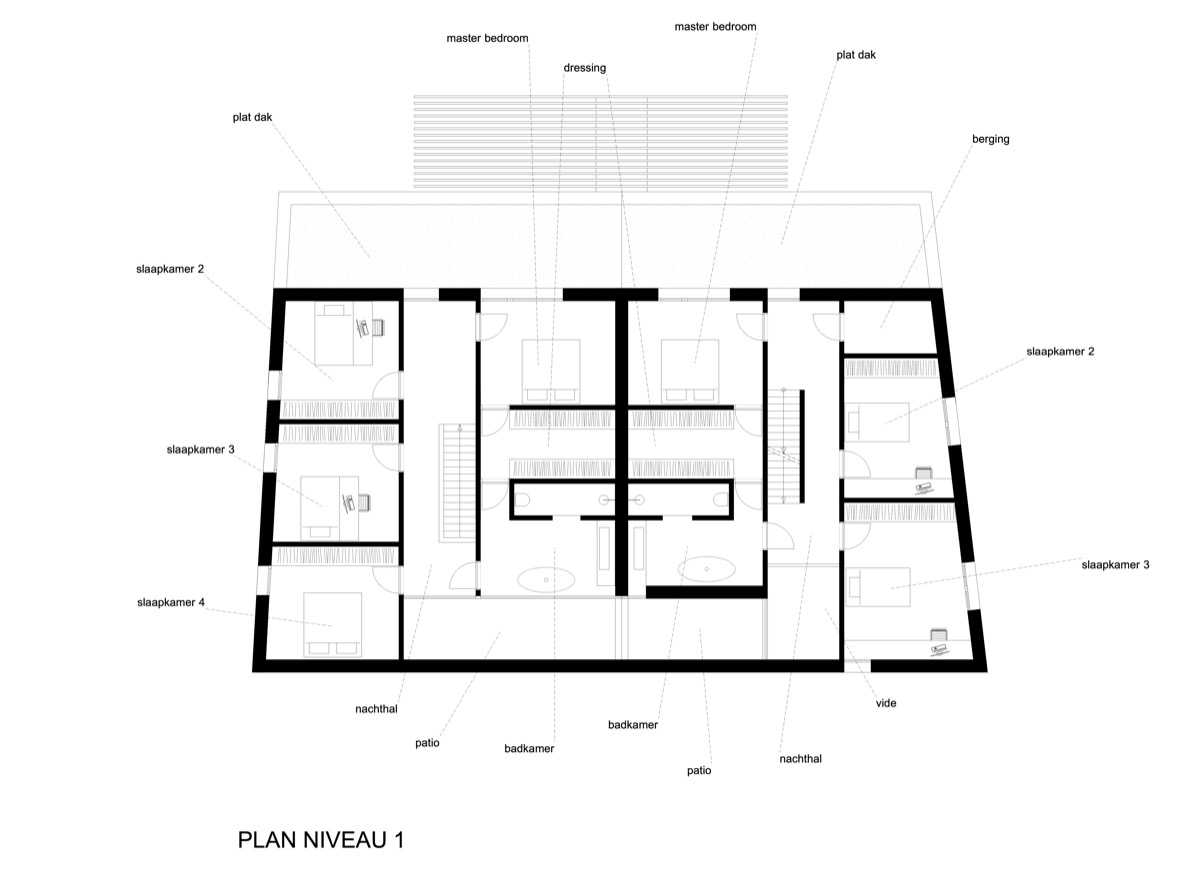 master bedroom
master bedroom
plat dak
dressing
plat dak
berging
slaapkamer 2
slaapkamer 2
slaapkamer 3
slaapkamer 3
slaapkamer 4
nachthal
patio
badkamer
badkamer
patio
nachthal
vide
PLAN NIVEAU 1